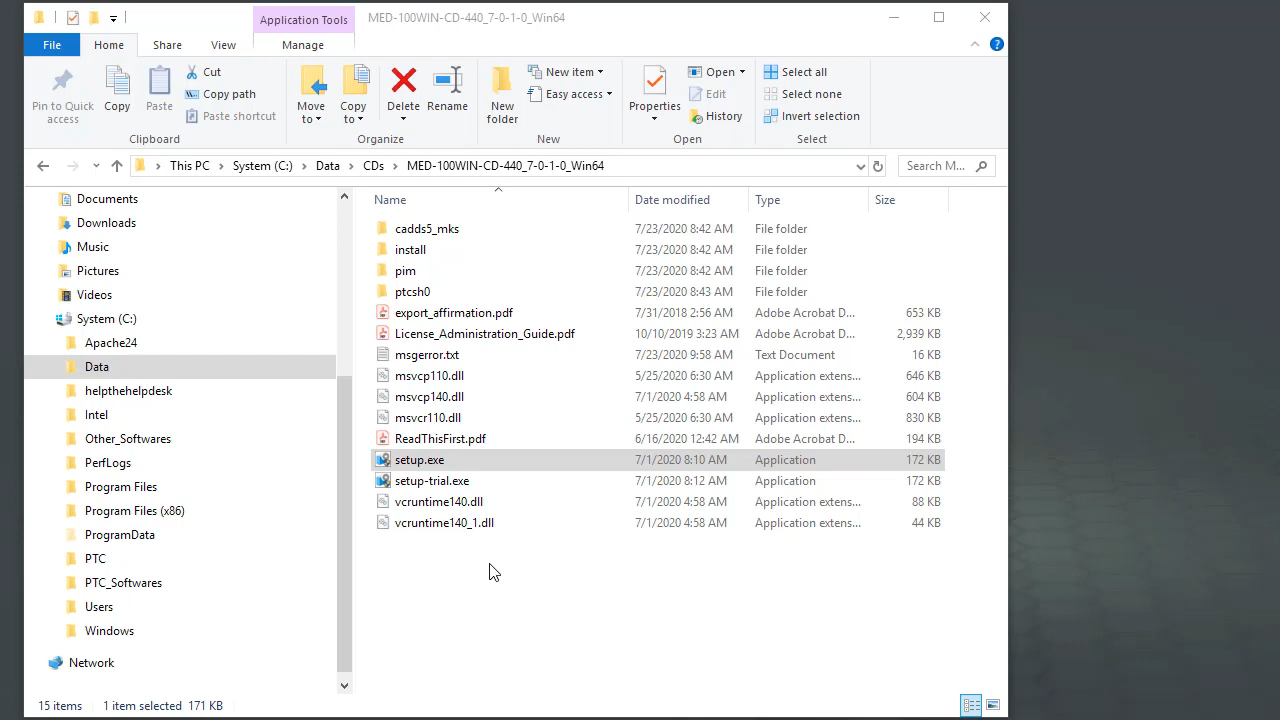 Application Tools
MED-100WIN-CD-440_7-0-1-0_Win64
File
Home
Share
View
Manage
Pin to Quick access
Copy
Paste
Cut
Copy path
Paste shortcut
Clipboard
Move to
Copy to
Delete
Rename
Organize
New folder
New item
Easy access
New
Properties
Open
Edit
History
Open
Select all
Select none
Invert selection
Select
This PC > System (C:) > Data > CDs > MED-100WIN-CD-440_7-0-1-0_Win64
Search M...
Documents
Downloads
Music
Pictures
Videos
System (C:)
Apache24
Data
helpthehelpdesk
Intel
Other_Softwares
PerfLogs
Program Files
Program Files (x86)
ProgramData
PTC
PTC_Softwares
Users
Windows
Network
Name Date modified Type Size
cadds5_mks 7/23/2020 8:42 AM File folder
install 7/23/2020 8:42 AM File folder
pim 7/23/2020 8:42 AM File folder
ptcsh0 7/23/2020 8:43 AM File folder
export_affirmation.pdf 7/31/2018 2:56 AM Adobe Acrobat D... 653 KB
License_Administration_Guide.pdf 10/10/2019 3:23 AM Adobe Acrobat D... 2,939 KB
msgerror.txt 7/23/2020 9:58 AM Text Document 16 KB
msvcp110.dll 5/25/2020 6:30 AM Application extens... 646 KB
msvcp140.dll 7/1/2020 4:58 AM Application extens... 604 KB
msvcr110.dll 5/25/2020 6:30 AM Application extens... 830 KB
ReadThisFirst.pdf 6/16/2020 12:42 AM Adobe Acrobat D... 194 KB
setup.exe 7/1/2020 8:10 AM Application 172 KB
setup-trial.exe 7/1/2020 8:12 AM Application 172 KB
vcruntime140.dll 7/1/2020 4:58 AM Application extens... 88 KB
vcruntime140_1.dll 7/1/2020 4:58 AM Application extens... 44 KB
15 items 1 item selected 171 KB